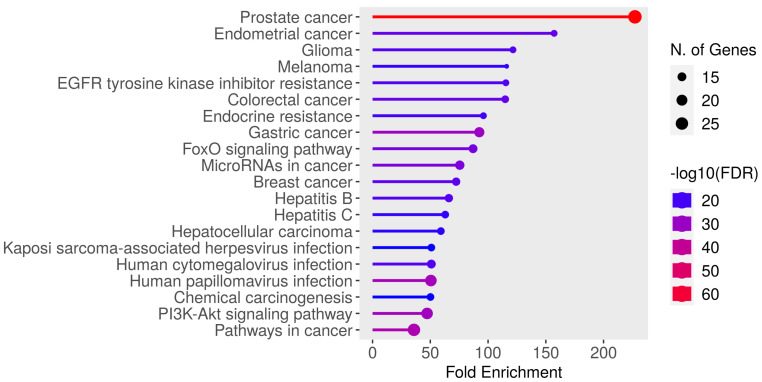 Prostate cancer
Endometrial cancer
Glioma
Melanoma
EGFR tyrosine kinase inhibitor resistance
Colorectal cancer
Endocrine resistance
Gastric cancer
FoxO signaling pathway
MicroRNAs in cancer
Breast cancer
Hepatitis B
Hepatitis C
Hepatocellular carcinoma
Kaposi sarcoma-associated herpesvirus infection
Human cytomegalovirus infection
Human papillomavirus infection
Chemical carcinogenesis
PI3K-Akt signaling pathway
Pathways in cancer
0 50 100 150 200
Fold Enrichment
N. of Genes
15
20
25
-log10(FDR)
20
30
40
50
60